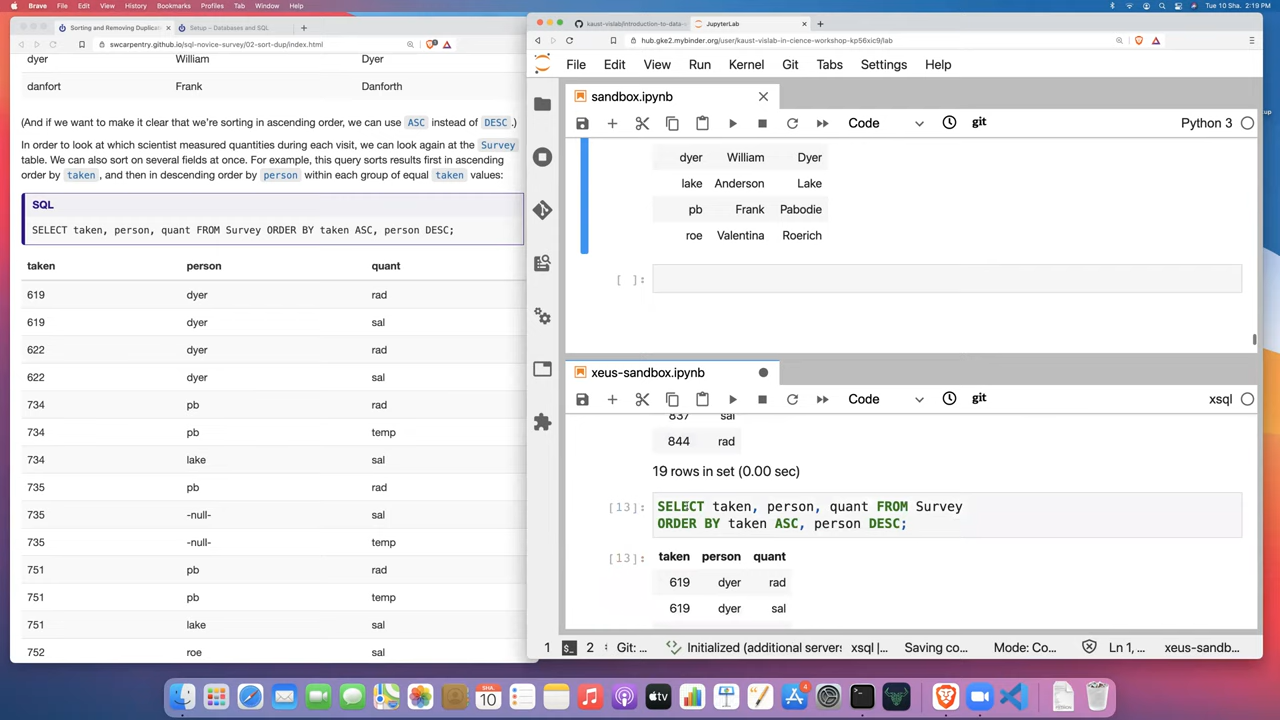 Brave File Edit View History Bookmarks Profiles Tab Window Help
Tue 10 Sha. 2:19 PM
Sorting and Removing Duplica
Setup – Databases and SQL
swcarpentry.github.io/sql-novice-survey/02-sort-dup/index.html
dyer William Dyer
danfort Frank Danforth
(And if we want to make it clear that we're sorting in ascending order, we can use ASC instead of DESC.)
In order to look at which scientist measured quantities during each visit, we can look again at the Survey
table. We can also sort on several fields at once. For example, this query sorts results first in ascending
order by taken, and then in descending order by person within each group of equal taken values:
SQL
SELECT taken, person, quant FROM Survey ORDER BY taken ASC, person DESC;
taken person quant
619 dyer rad
619 dyer sal
622 dyer rad
622 dyer sal
734 pb rad
734 pb temp
734 lake sal
735 pb rad
735 -null- sal
735 -null- temp
751 pb rad
751 pb temp
751 lake sal
752 roe sal
kaust-vislab/introduction-to-data-
JupyterLab
hub.gke2.mybinder.org/user/kaust-vislab-in-cience-workshop-kp56xic9/lab
File Edit View Run Kernel Git Tabs Settings Help
sandbox.ipynb
Code git Python 3
dyer William Dyer
lake Anderson Lake
pb Frank Pabodie
roe Valentina Roerich
[ ]:
xeus-sandbox.ipynb
Code git xsql
837 sal
844 rad
19 rows in set (0.00 sec)
[13]: SELECT taken, person, quant FROM Survey
ORDER BY taken ASC, person DESC;
[13]: taken person quant
619 dyer rad
619 dyer sal
1 2 Git: ... Initialized (additional servers xsql |... Saving co... Mode: Co... Ln 1, ... xeus-sandb...
SHA.
10
4